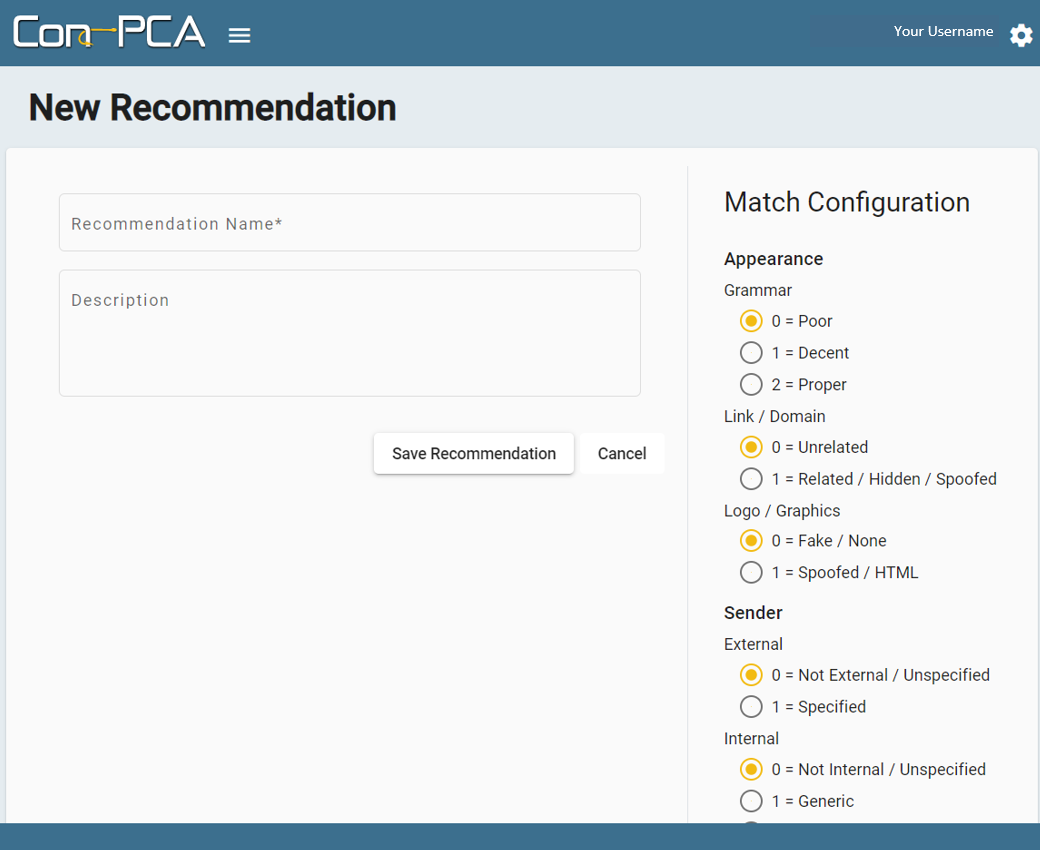 Con-PCA
Your Username
New Recommendation
Recommendation Name*
Description
Save Recommendation
Cancel
Match Configuration
Appearance
Grammar
0 = Poor
1 = Decent
2 = Proper
Link / Domain
0 = Unrelated
1 = Related / Hidden / Spoofed
Logo / Graphics
0 = Fake / None
1 = Spoofed / HTML
Sender
External
0 = Not External / Unspecified
1 = Specified
Internal
0 = Not Internal / Unspecified
1 = Generic